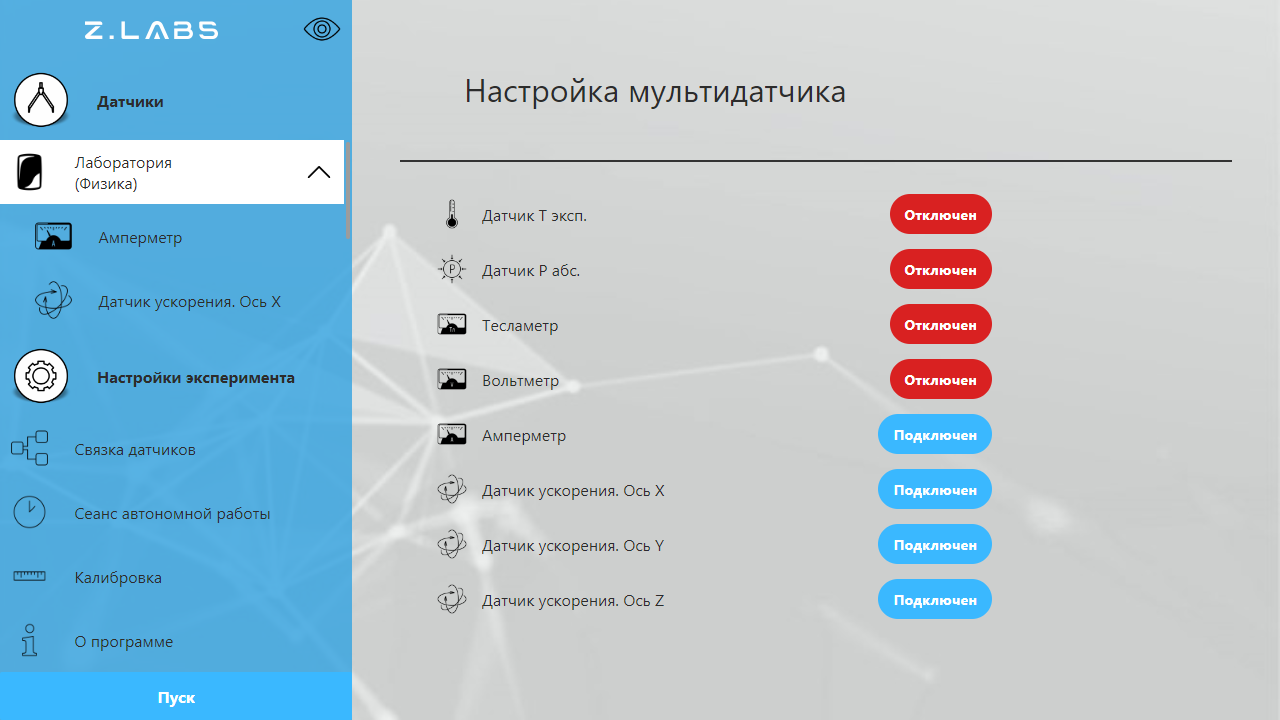 Z.LABS
Датчики
Лаборатория
(Физика)
Амперметр
Датчик ускорения. Ось X
Настройки эксперимента
Связка датчиков
Сеанс автономной работы
Калибровка
О программе
Пуск
Настройка мультидатчика
Датчик Т эксп.
Отключен
Датчик Р абс.
Отключен
Тесламетр
Отключен
Вольтметр
Отключен
Амперметр
Подключен
Датчик ускорения. Ось X
Подключен
Датчик ускорения. Ось Y
Подключен
Датчик ускорения. Ось Z
Подключен